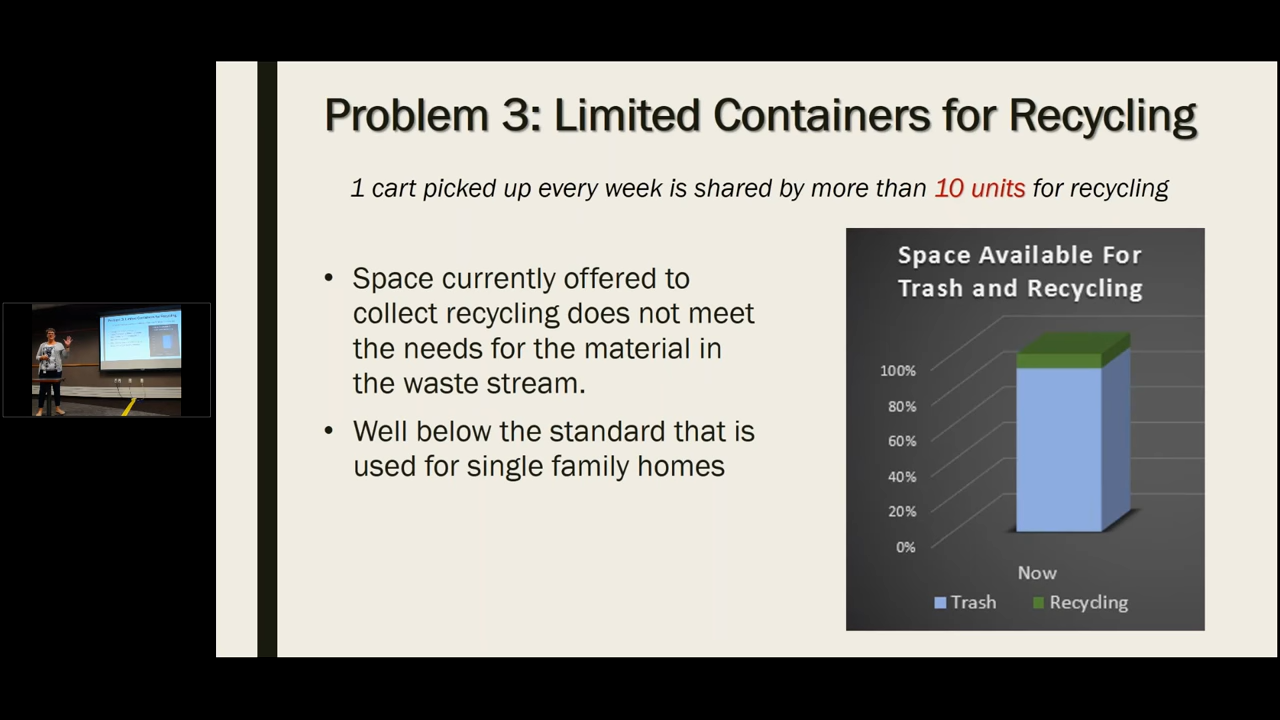 Problem 3: Limited Containers for Recycling
1 cart picked up every week is shared by more than 10 units for recycling
• Space currently offered to
collect recycling does not meet
the needs for the material in
the waste stream.
• Well below the standard that is
used for single family homes
Space Available For
Trash and Recycling
100%
80%
60%
40%
20%
0%
Now
Trash
Recycling